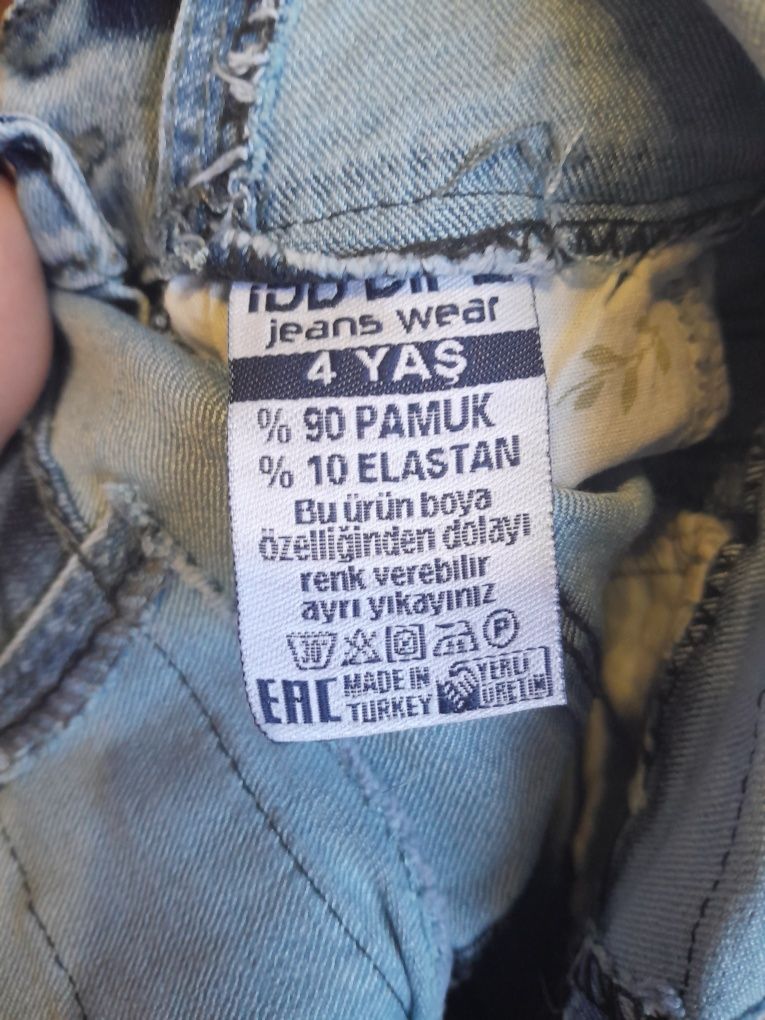 jeans wear
4 YAŞ
% 90 PAMUK
% 10 ELASTAN
Bu ürün boya
özelliğinden dolayı
renk verebilir
ayrı yıkayınız
30 P
EAC MADE IN TURKEY YERLİ ÜRETİM